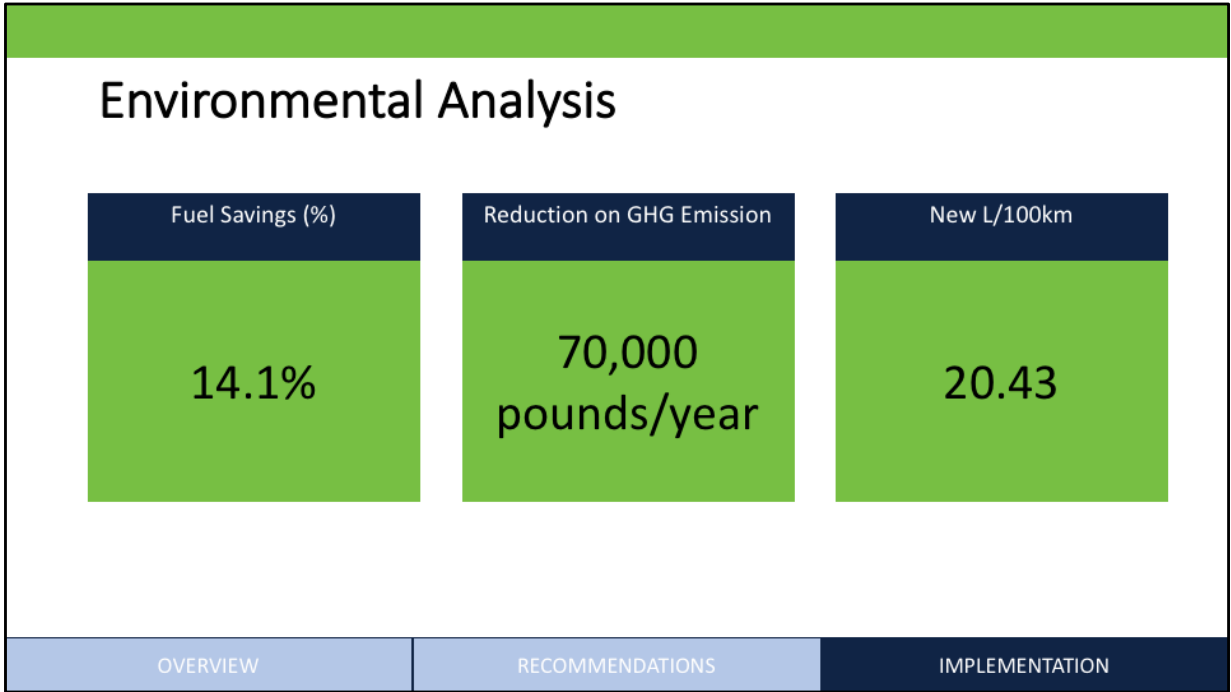 Environmental Analysis
Fuel Savings (%)
14.1%
Reduction on GHG Emission
70,000
pounds/year
New L/100km
20.43
OVERVIEW
RECOMMENDATIONS
IMPLEMENTATION